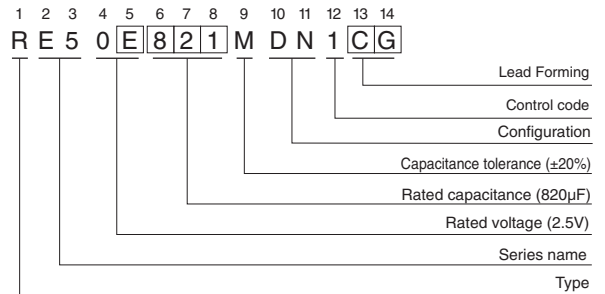 1 2 3 4 5 6 7 8 9 10 11 12 13 14
R E 5 0 E 8 2 1 M D N 1 C G
Lead Forming
Control code
Configuration
Capacitance tolerance (±20%)
Rated capacitance (820μF)
Rated voltage (2.5V)
Series name
Type